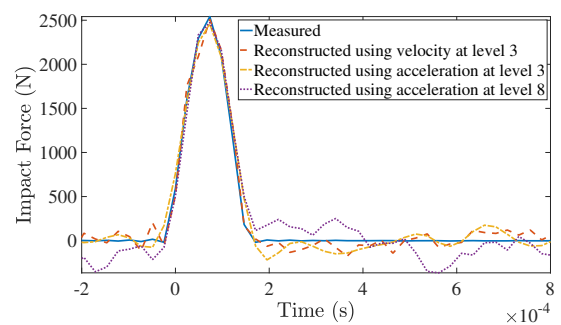 2500
2000
1500
1000
500
0
Impact Force (N)
Measured
Reconstructed using velocity at level 3
Reconstructed using acceleration at level 3
Reconstructed using acceleration at level 8
-2 0 2 4 6 8
Time (s)
×10⁻⁴